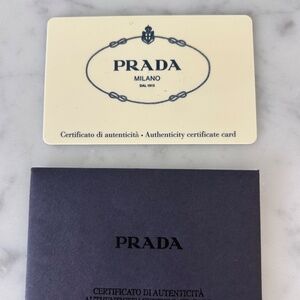 PRADA
MILANO
DAL 1913
Certificato di autenticità • Authenticity certificate card
PRADA
CERTIFICATO DI AUTENTICITÀ